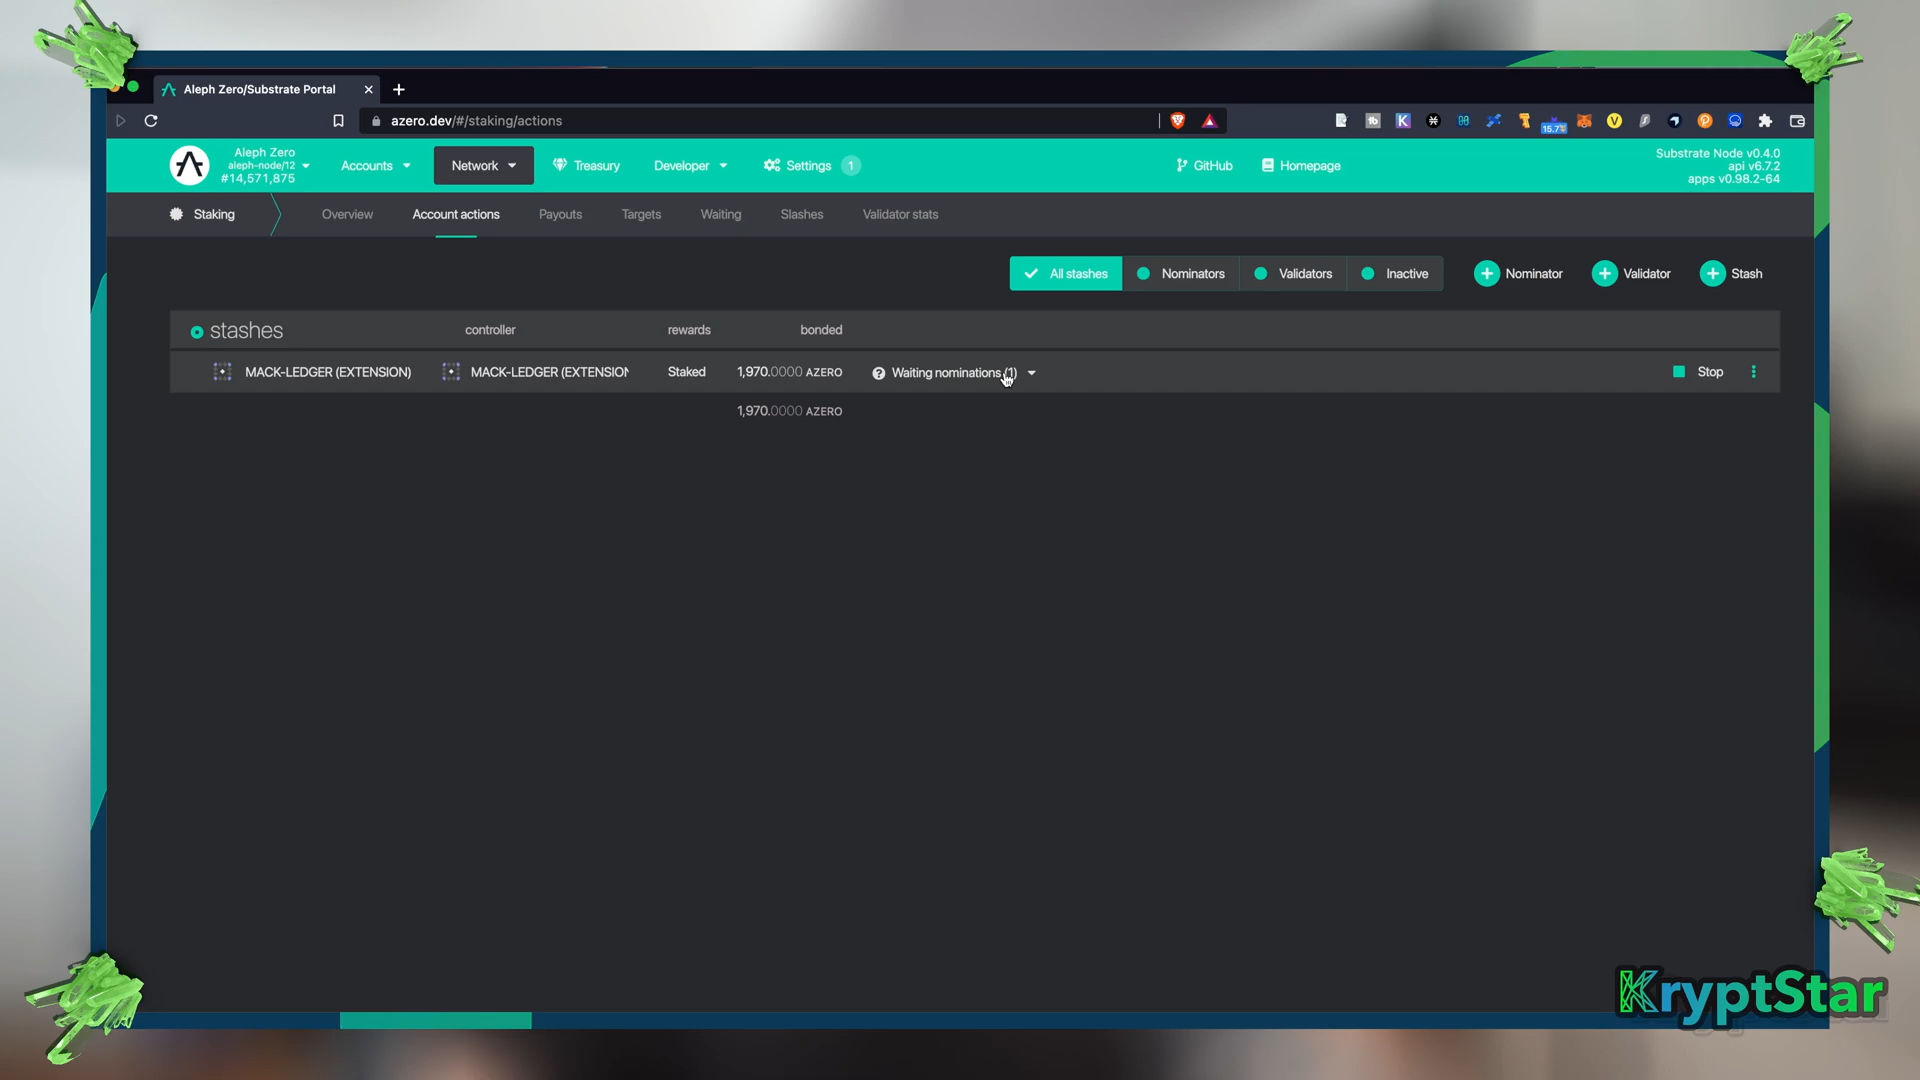 Aleph Zero/Substrate Portal
azero.dev/#/staking/actions
15.7°
Aleph Zero
aleph-node/12
#14,571,875
Accounts
Network
Treasury
Developer
Settings
1
GitHub
Homepage
Substrate Node v0.4.0
api v6.7.2
apps v0.98.2-64
Staking
Overview
Account actions
Payouts
Targets
Waiting
Slashes
Validator stats
All stashes
Nominators
Validators
Inactive
Nominator
Validator
Stash
stashes
controller
rewards
bonded
MACK-LEDGER (EXTENSION)
MACK-LEDGER (EXTENSION
Staked
1,970.0000 AZERO
Waiting nominations (1)
Stop
1,970.0000 AZERO
KryptStar